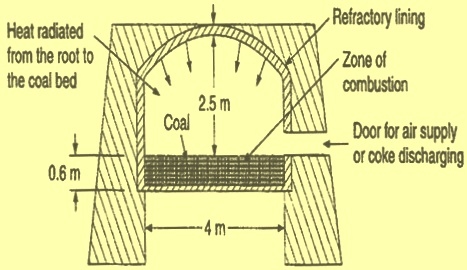 Heat radiated
from the root to
the coal bed
Refractory lining
Zone of
combustion
2.5 m
Coal
Door for air supply
or coke discharging
0.6 m
4 m